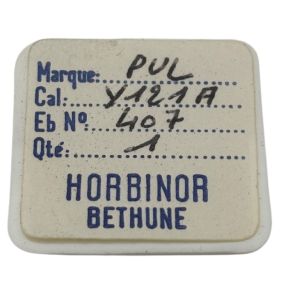 Marque: PUL
Cal: Y121A
Eb Nº: 407
Qté: 1
HORBINOR
BETHUNE